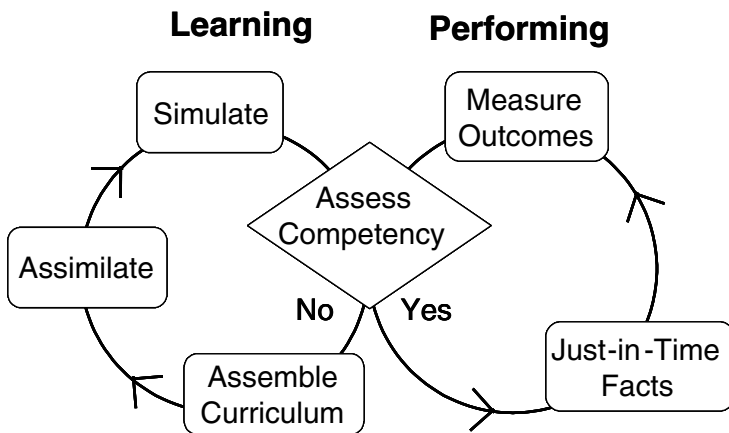 Learning
Performing
Simulate
Measure
Outcomes
Assess
Competency
Assimilate
No
Yes
Just-in-Time
Facts
Assemble
Curriculum